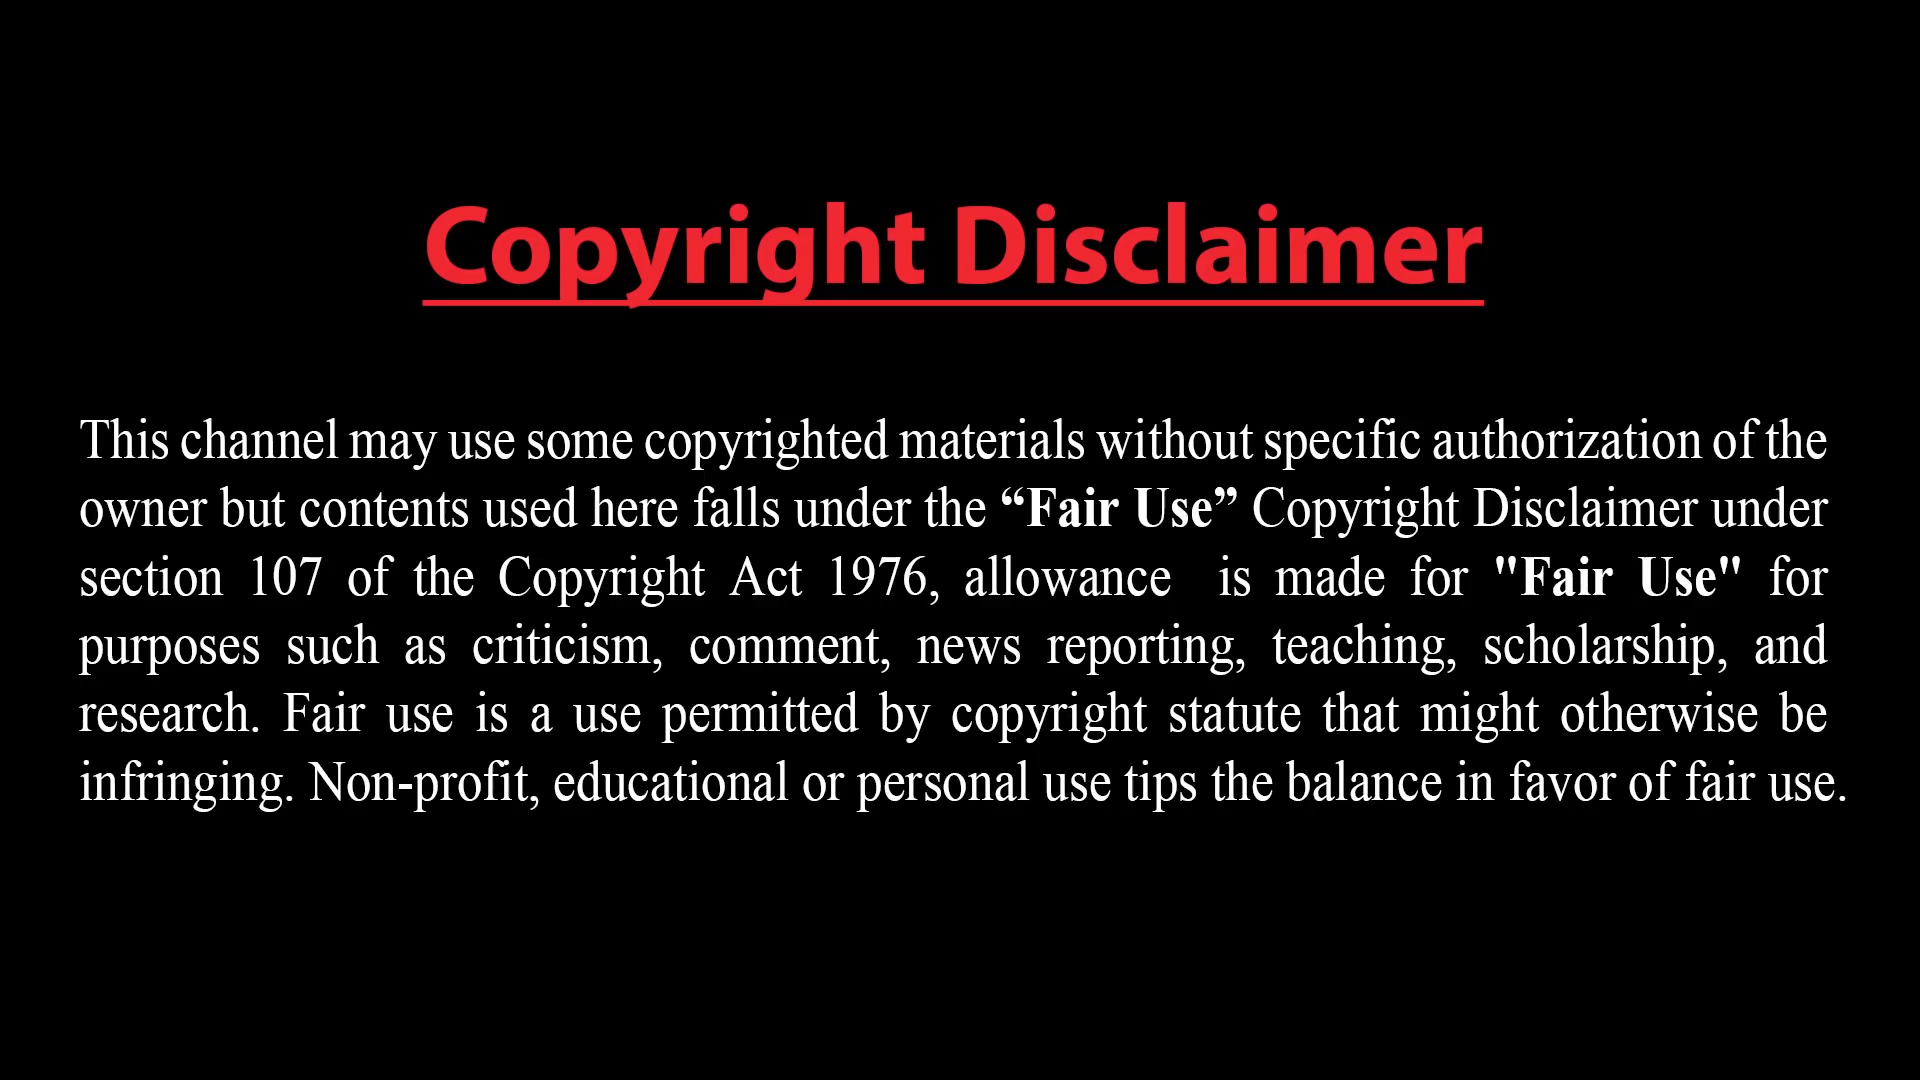 Copyright Disclaimer
This channel may use some copyrighted materials without specific authorization of the
owner but contents used here falls under the “Fair Use” Copyright Disclaimer under
section 107 of the Copyright Act 1976, allowance is made for "Fair Use" for
purposes such as criticism, comment, news reporting, teaching, scholarship, and
research. Fair use is a use permitted by copyright statute that might otherwise be
infringing. Non-profit, educational or personal use tips the balance in favor of fair use.